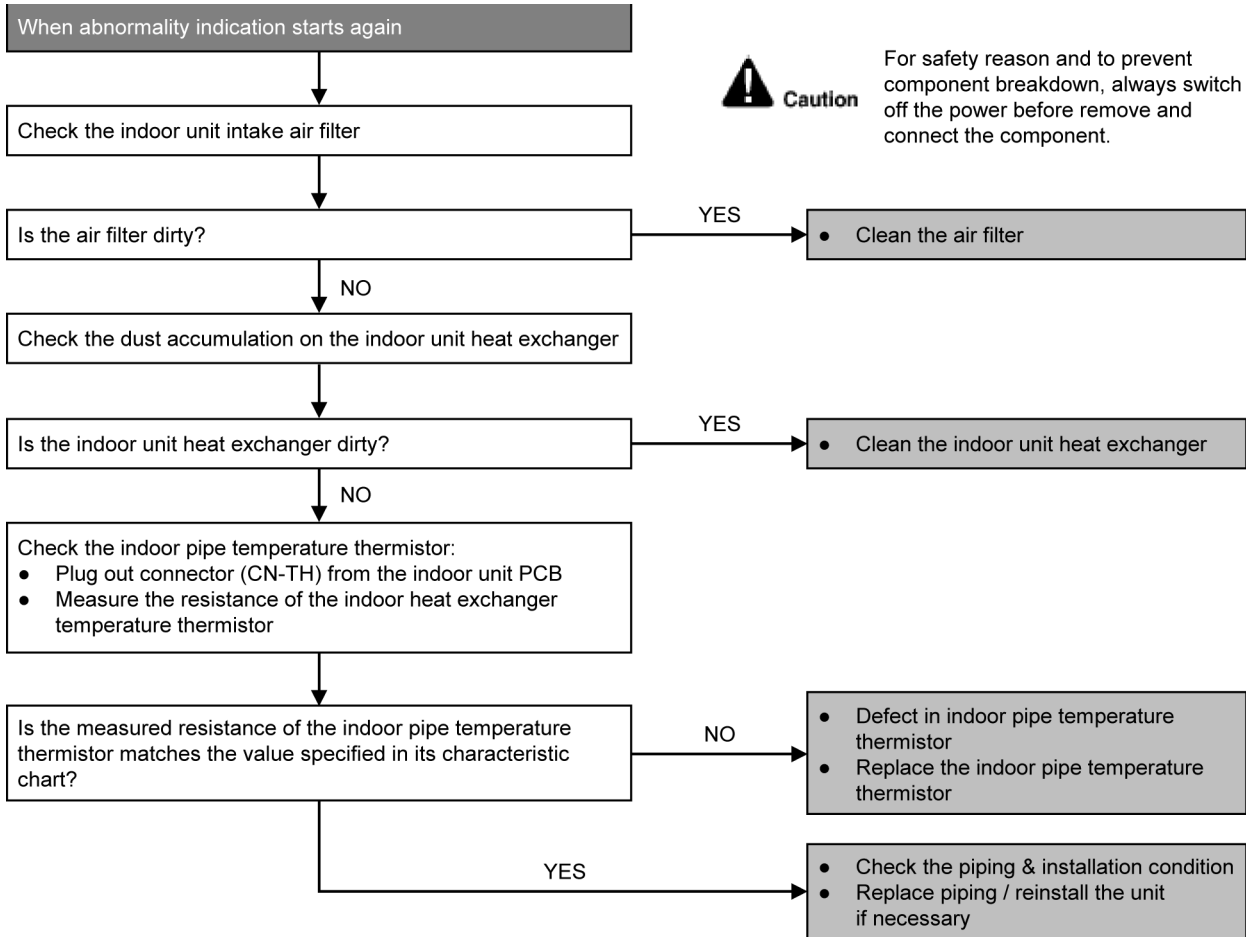 When abnormality indication starts again
Caution
For safety reason and to prevent
component breakdown, always switch
off the power before remove and
connect the component.
Check the indoor unit intake air filter
Is the air filter dirty?
YES
● Clean the air filter
NO
Check the dust accumulation on the indoor unit heat exchanger
Is the indoor unit heat exchanger dirty?
YES
● Clean the indoor unit heat exchanger
NO
Check the indoor pipe temperature thermistor:
● Plug out connector (CN-TH) from the indoor unit PCB
● Measure the resistance of the indoor heat exchanger
temperature thermistor
Is the measured resistance of the indoor pipe temperature
thermistor matches the value specified in its characteristic
chart?
NO
● Defect in indoor pipe temperature
thermistor
● Replace the indoor pipe temperature
thermistor
YES
● Check the piping & installation condition
● Replace piping / reinstall the unit
if necessary